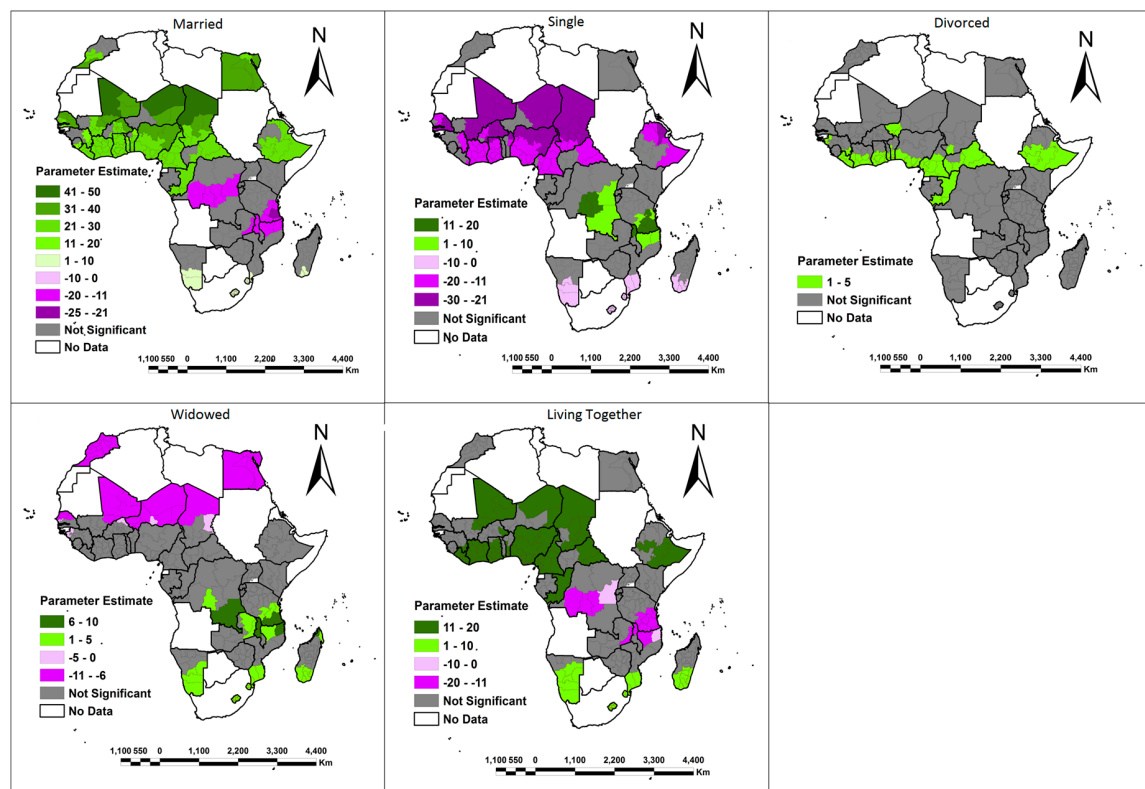 Married
N
Parameter Estimate
41 - 50
31 - 40
21 - 30
11 - 20
1 - 10
-10 - 0
-20 - -11
-25 - -21
Not Significant
No Data
1,100 550 0 1,100 2,200 3,300 4,400
Km
Single
N
Parameter Estimate
11 - 20
1 - 10
-10 - 0
-20 - -11
-30 - -21
Not Significant
No Data
1,100 550 0 1,100 2,200 3,300 4,400
Km
Divorced
N
Parameter Estimate
1 - 5
Not Significant
No Data
1,100 550 0 1,100 2,200 3,300 4,400
Km
Widowed
N
Parameter Estimate
6 - 10
1 - 5
-5 - 0
-11 - -6
Not Significant
No Data
1,100 550 0 1,100 2,200 3,300 4,400
Km
Living Together
N
Parameter Estimate
11 - 20
1 - 10
-10 - 0
-20 - -11
Not Significant
No Data
1,100 550 0 1,100 2,200 3,300 4,400
Km